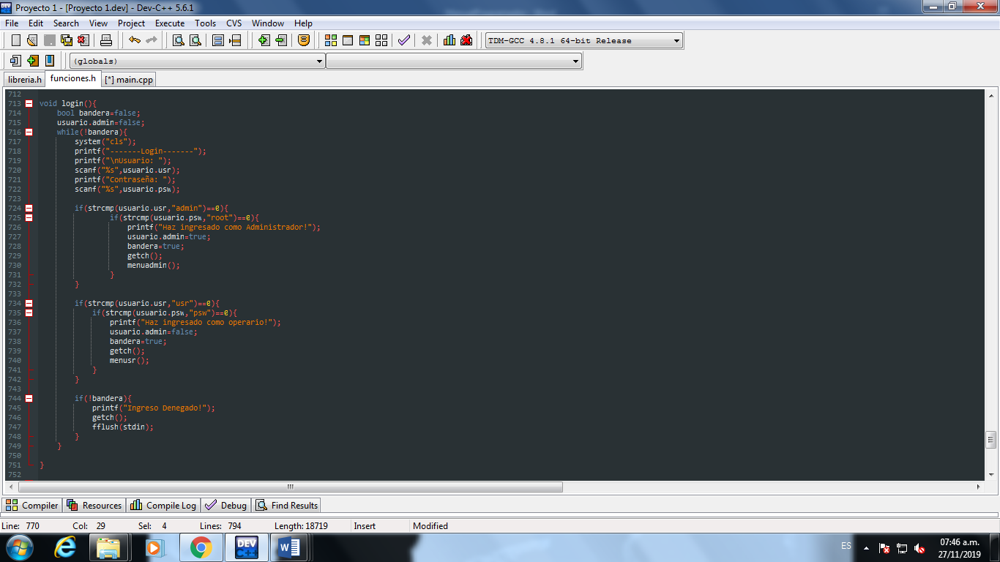 Proyecto 1 - [Proyecto 1.dev] - Dev-C++ 5.6.1
File Edit Search View Project Execute Tools CVS Window Help
TDM-GCC 4.8.1 64-bit Release
(globals)
libreria.h funciones.h [*] main.cpp
712
713 void login(){
714 bool bandera=false;
715 usuario.admin=false;
716 while(!bandera){
717 system("cls");
718 printf("-------Login-------");
719 printf("\nUsuario: ");
720 scanf("%s",usuario.usr);
721 printf("Contraseña: ");
722 scanf("%s",usuario.psw);
723
724 if(strcmp(usuario.usr,"admin")==0){
725 if(strcmp(usuario.psw,"root")==0){
726 printf("Haz ingresado como Administrador!");
727 usuario.admin=true;
728 bandera=true;
729 getch();
730 menuadmin();
731 }
732 }
733
734 if(strcmp(usuario.usr,"usr")==0){
735 if(strcmp(usuario.psw,"psw")==0){
736 printf("Haz ingresado como operario!");
737 usuario.admin=false;
738 bandera=true;
739 getch();
740 menusr();
741 }
742 }
743
744 if(!bandera){
745 printf("Ingreso Denegado!");
746 getch();
747 fflush(stdin);
748 }
749 }
750
751 }
752
Compiler Resources Compile Log Debug Find Results
Line: 770 Col: 29 Sel: 4 Lines: 794 Length: 18719 Insert Modified
DEV C++
ES
07:46 a.m.
27/11/2019